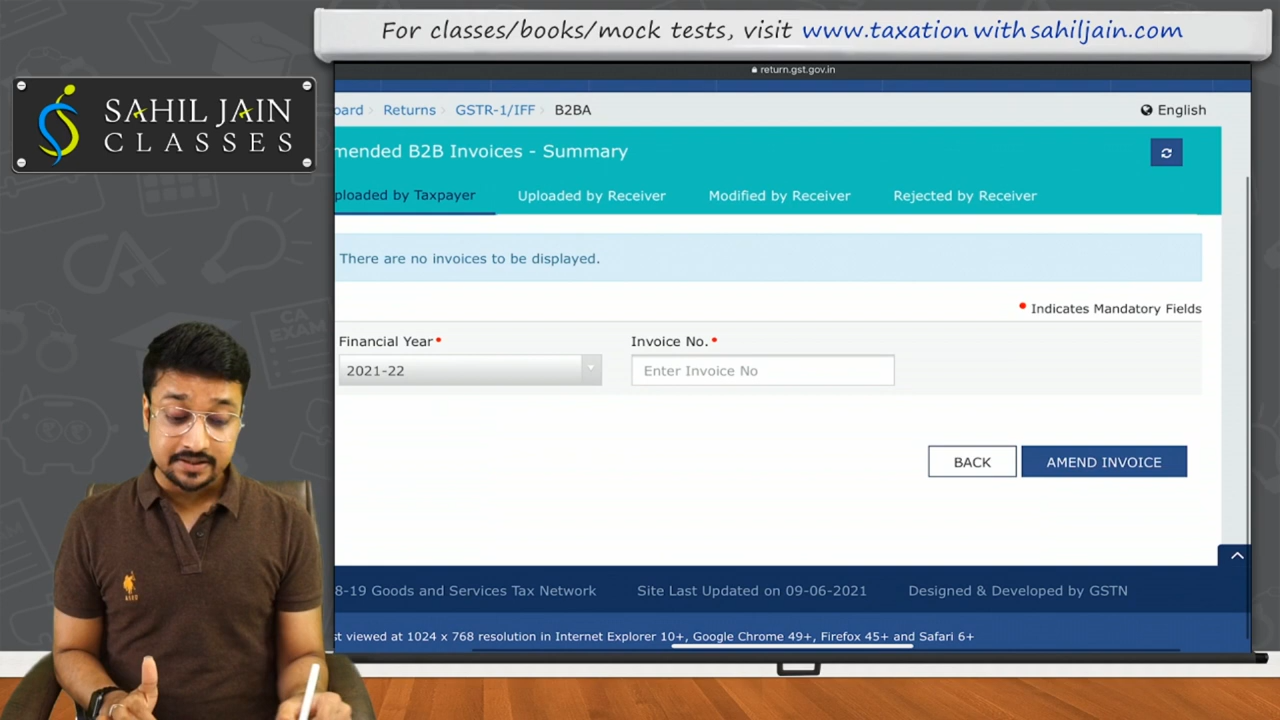 For classes/books/mock tests, visit www.taxationwithsahiljain.com
SAHIL JAIN
CLASSES
return.gst.gov.in
oard > Returns > GSTR-1/IFF > B2BA
English
mended B2B Invoices - Summary
ploaded by Taxpayer
Uploaded by Receiver
Modified by Receiver
Rejected by Receiver
There are no invoices to be displayed.
• Indicates Mandatory Fields
Financial Year•
Invoice No.•
2021-22
Enter Invoice No
BACK
AMEND INVOICE
8-19 Goods and Services Tax Network
Site Last Updated on 09-06-2021
Designed & Developed by GSTN
st viewed at 1024 x 768 resolution in Internet Explorer 10+, Google Chrome 49+, Firefox 45+ and Safari 6+
CA
CA
EXAM